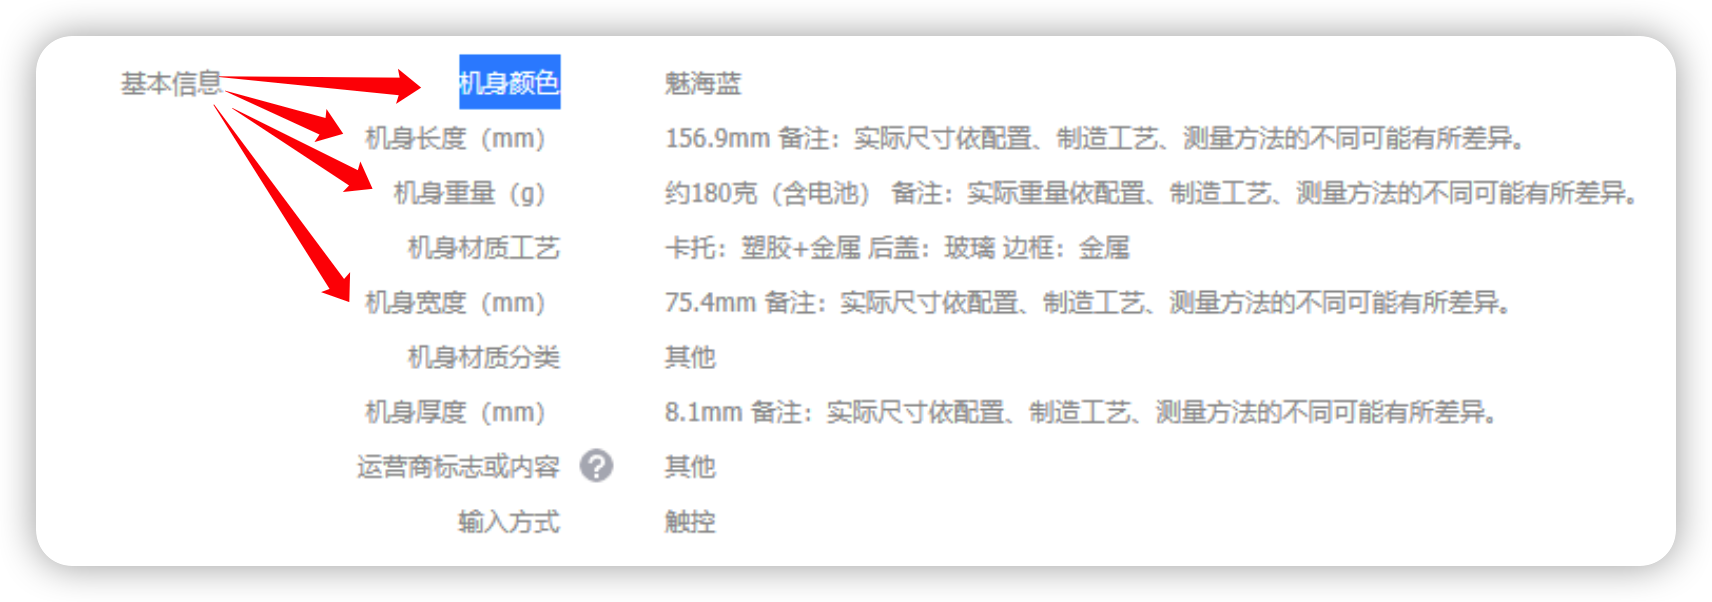 基本信息 机身颜色 魅海蓝
机身长度（mm） 156.9mm 备注：实际尺寸依配置、制造工艺、测量方法的不同可能有所差异。
机身重量（g） 约180克（含电池） 备注：实际重量依配置、制造工艺、测量方法的不同可能有所差异。
机身材质工艺 卡托：塑胶+金属 后盖：玻璃 边框：金属
机身宽度（mm） 75.4mm 备注：实际尺寸依配置、制造工艺、测量方法的不同可能有所差异。
机身材质分类 其他
机身厚度（mm） 8.1mm 备注：实际尺寸依配置、制造工艺、测量方法的不同可能有所差异。
运营商标志或内容 ? 其他
输入方式 触控